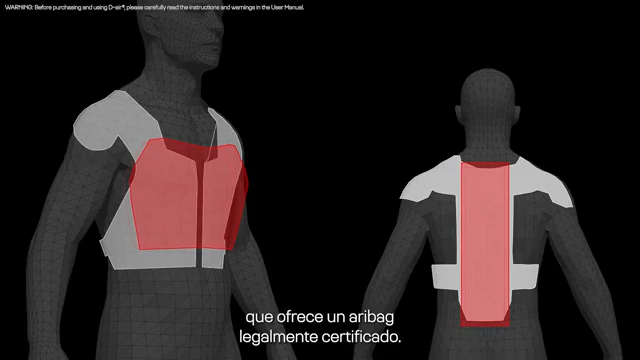 WARNING: Before purchasing and using D-air®, please carefully read the instructions and warnings in the User Manual.
que ofrece un aribag
legalmente certificado.